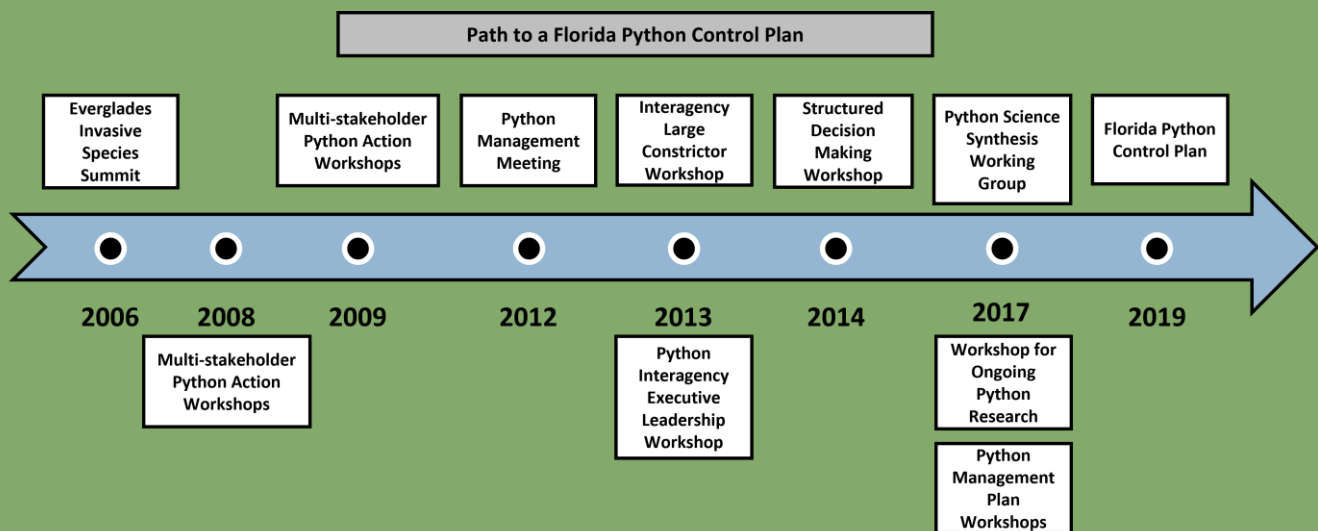 Path to a Florida Python Control Plan
Everglades
Invasive
Species
Summit
Multi-stakeholder
Python Action
Workshops
Python
Management
Meeting
Interagency
Large
Constrictor
Workshop
Structured
Decision
Making
Workshop
Python Science
Synthesis
Working
Group
Florida Python
Control Plan
2006
2008
2009
2012
2013
2014
2017
2019
Multi-stakeholder
Python Action
Workshops
Python
Interagency
Executive
Leadership
Workshop
Workshop for
Ongoing
Python
Research
Python
Management
Plan
Workshops